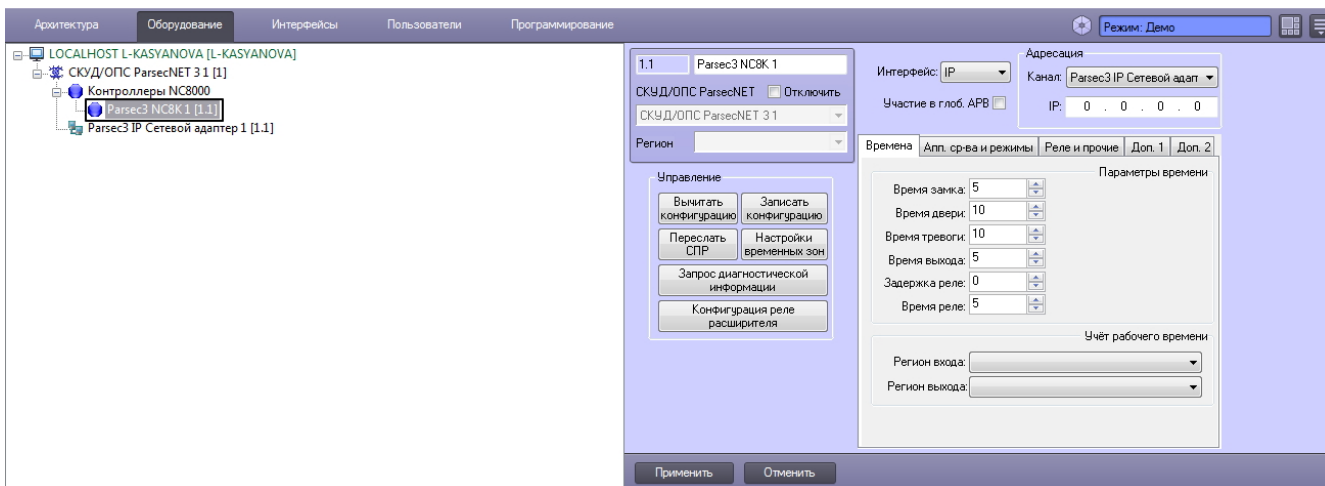 Архитектура Оборудование Интерфейсы Пользователи Программирование Режим: Демо
LOCALHOST L-KASYANOVA [L-KASYANOVA]
СКУД/ОПС ParsecNET 3 1 [1]
Контроллеры NC8000
Parsec3 NC8K 1 [1.1]
Parsec3 IP Сетевой адаптер 1 [1.1]
1.1 Parsec3 NC8K 1
СКУД/ОПС ParsecNET Отключить
СКУД/ОПС ParsecNET 3 1
Регион
Управление
Вычитать конфигурацию
Записать конфигурацию
Переслать СПР
Настройки временных зон
Запрос диагностической информации
Конфигурация реле расширителя
Интерфейс: IP
Участие в глоб. APB
Адресация
Канал: Parsec3 IP Сетевой адапт
IP: 0 . 0 . 0 . 0
Времена Апп. ср-ва и режимы Реле и прочие Доп. 1 Доп. 2
Параметры времени
Время замка: 5
Время двери: 10
Время тревоги: 10
Время выхода: 5
Задержка реле: 0
Время реле: 5
Учёт рабочего времени
Регион входа:
Регион выхода:
Применить Отменить